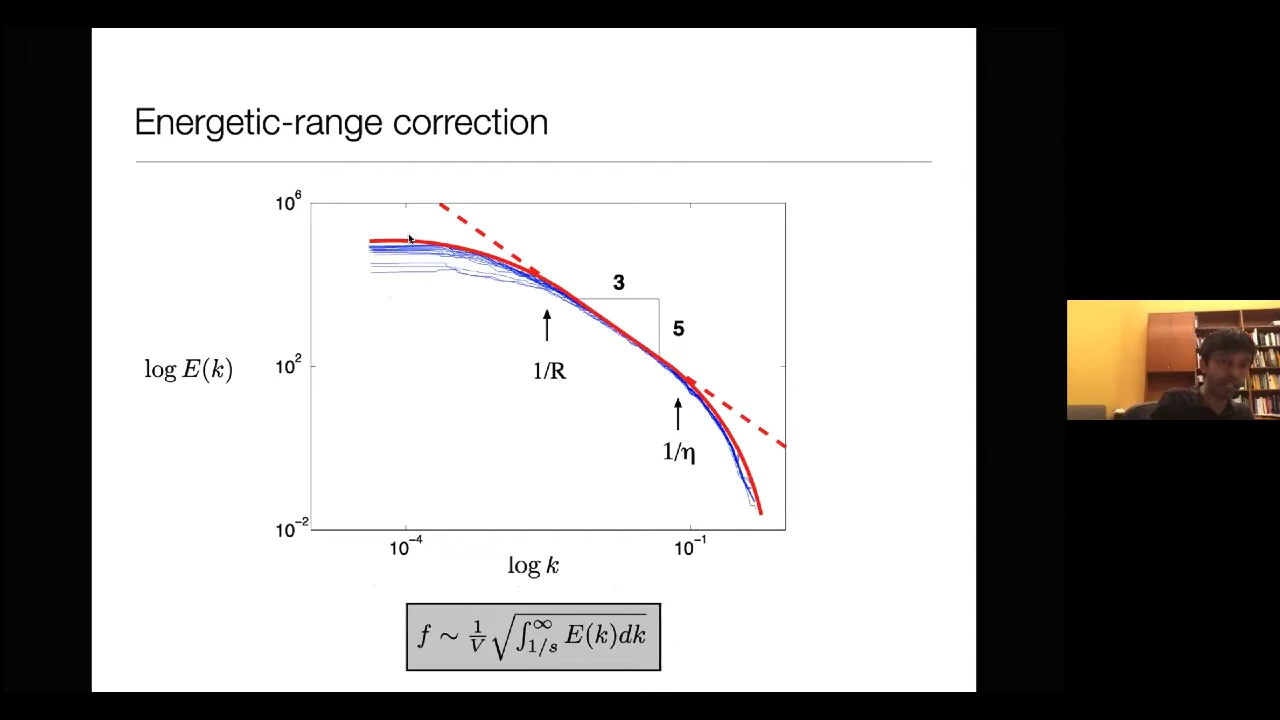 Energetic-range correction
10^6
3
5
log E(k)
10^2
1/R
1/η
10^-2
10^-4
10^-1
log k
f ∼ 1/V √∫_{1/s}^∞ E(k)dk